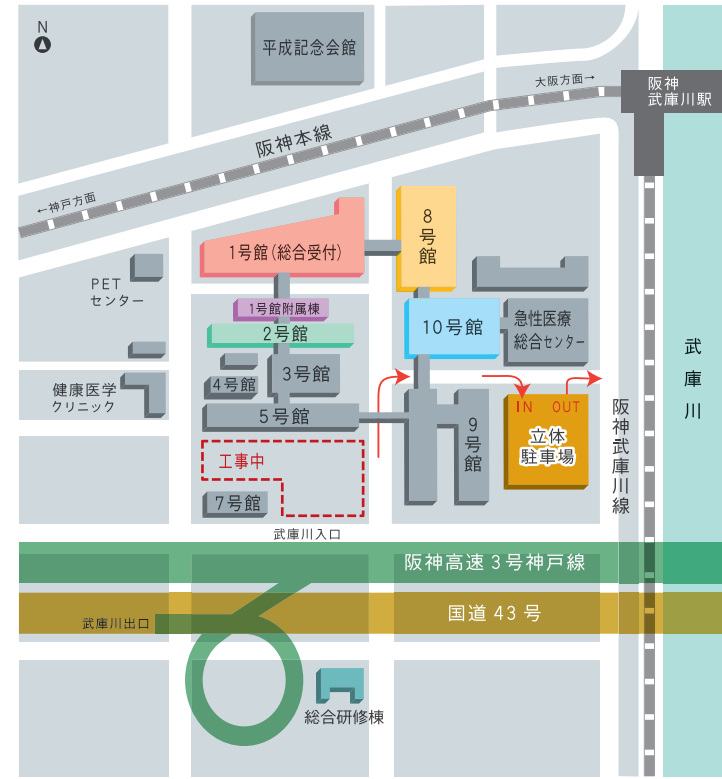 N
平成記念会館
大阪方面→
阪神
武庫川駅
阪神本線
←神戸方面
8号館
1号館(総合受付)
PET
センター
1号館附属棟
2号館
10号館
急性医療
総合センター
武庫川
3号館
4号館
健康医学
クリニック
5号館
9号館
IN OUT
立体
駐車場
阪神武庫川線
工事中
7号館
武庫川入口
阪神高速3号神戸線
国道43号
武庫川出口
総合研修棟